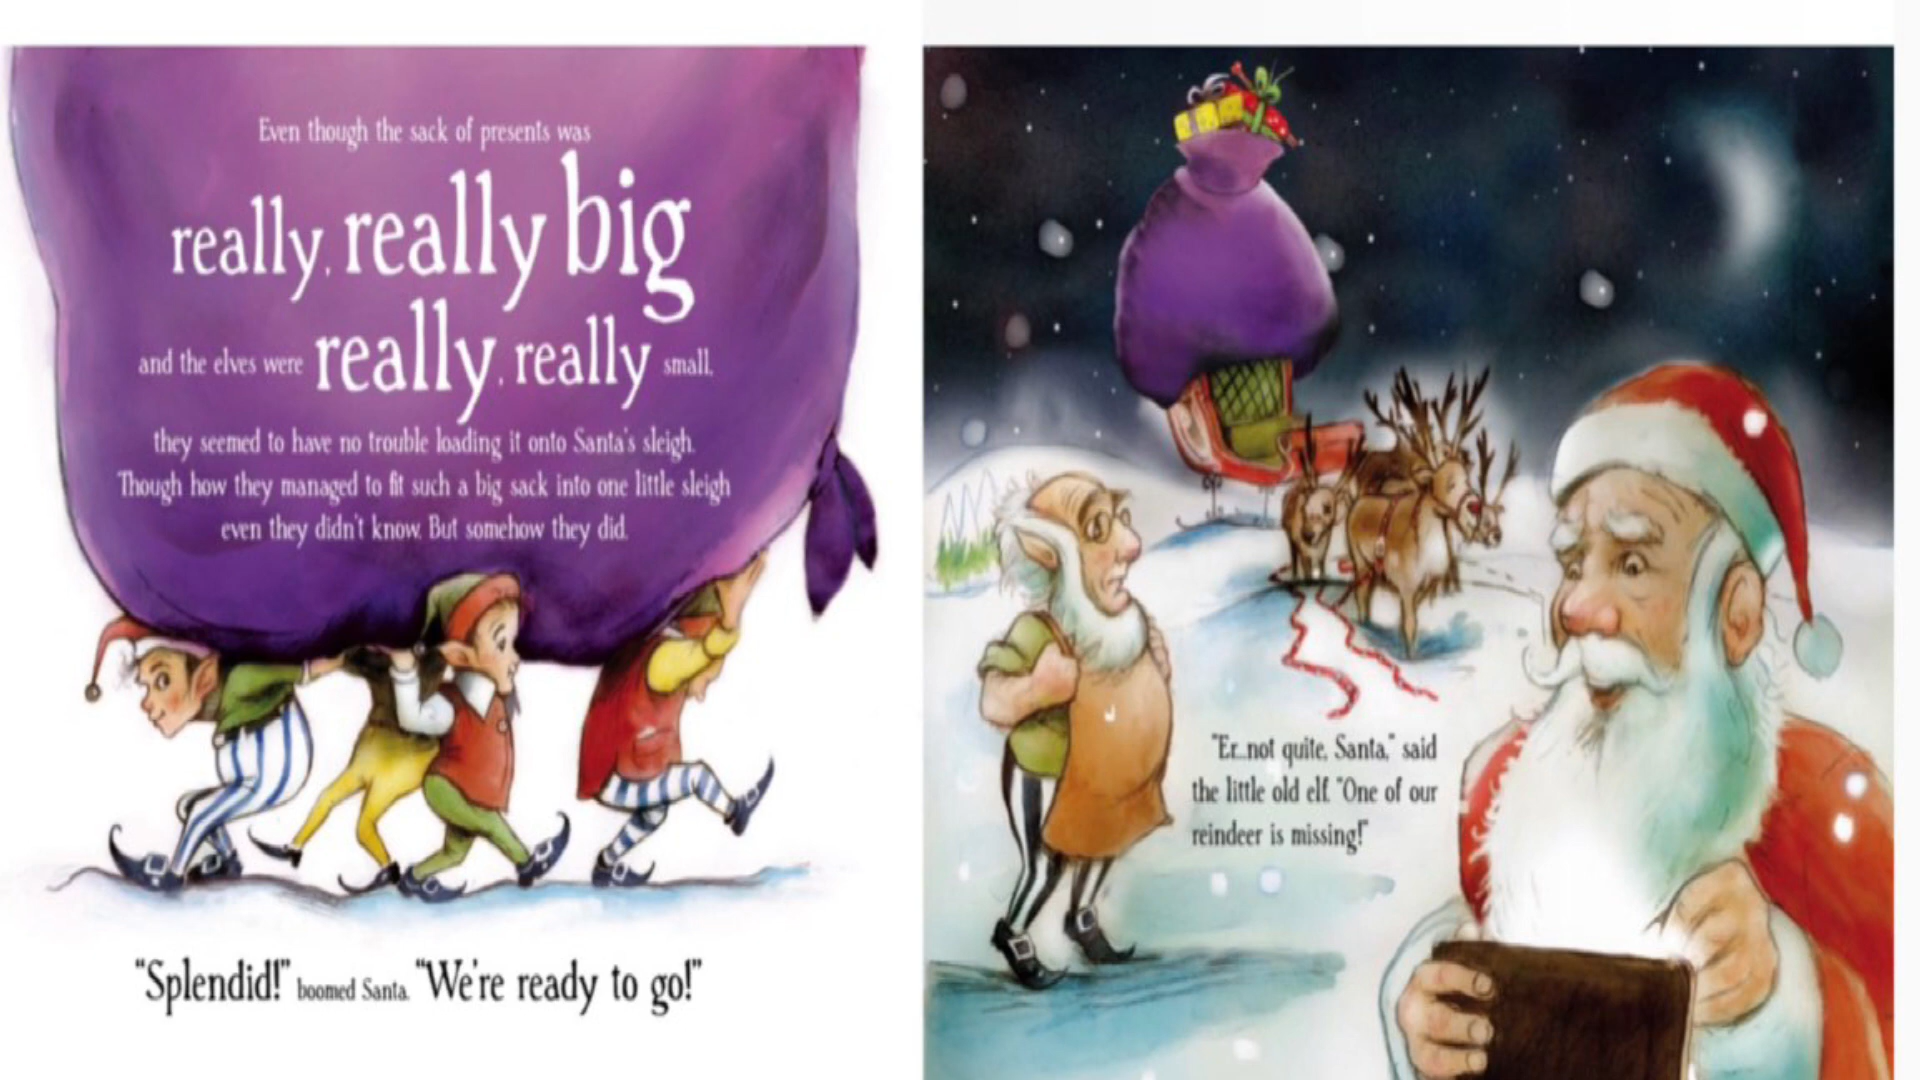 Even though the sack of presents was
really, really big
and the elves were really, really small,
they seemed to have no trouble loading it onto Santa's sleigh.
Though how they managed to fit such a big sack into one little sleigh
even they didn't know. But somehow they did.
"Splendid!" boomed Santa. "We're ready to go!"
"Er...not quite, Santa," said
the little old elf. "One of our
reindeer is missing!"